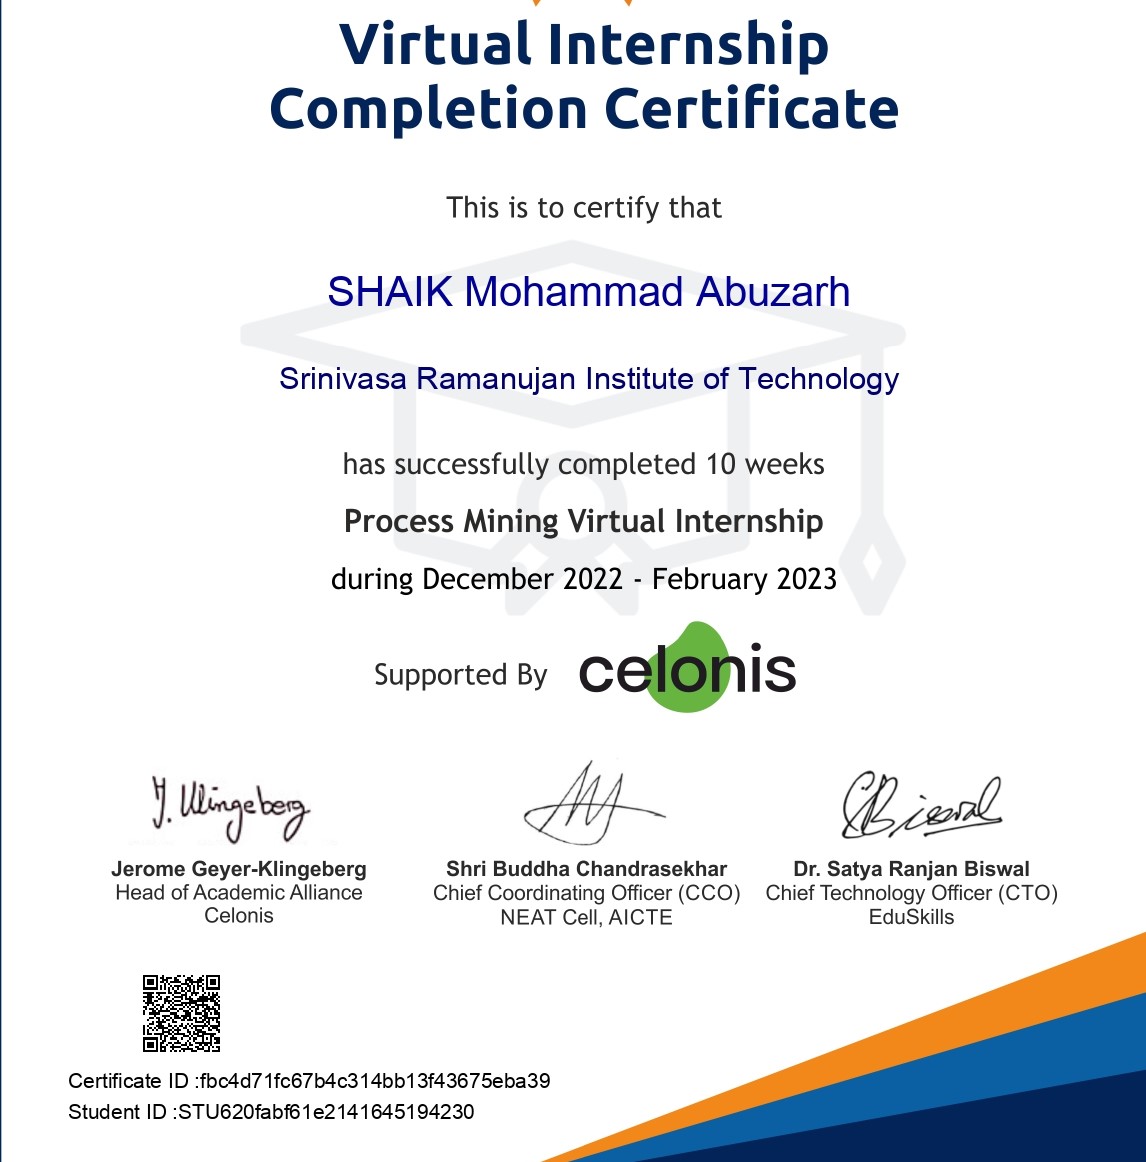 Virtual Internship
Completion Certificate
This is to certify that
SHAIK Mohammad Abuzarh
Srinivasa Ramanujan Institute of Technology
has successfully completed 10 weeks
Process Mining Virtual Internship
during December 2022 - February 2023
Supported By celonis
J. Klingeberg
SBiswal
Jerome Geyer-Klingeberg
Head of Academic Alliance
Celonis
Shri Buddha Chandrasekhar
Chief Coordinating Officer (CCO)
NEAT Cell, AICTE
Dr. Satya Ranjan Biswal
Chief Technology Officer (CTO)
EduSkills
Certificate ID :fbc4d71fc67b4c314bb13f43675eba39
Student ID :STU620fabf61e2141645194230